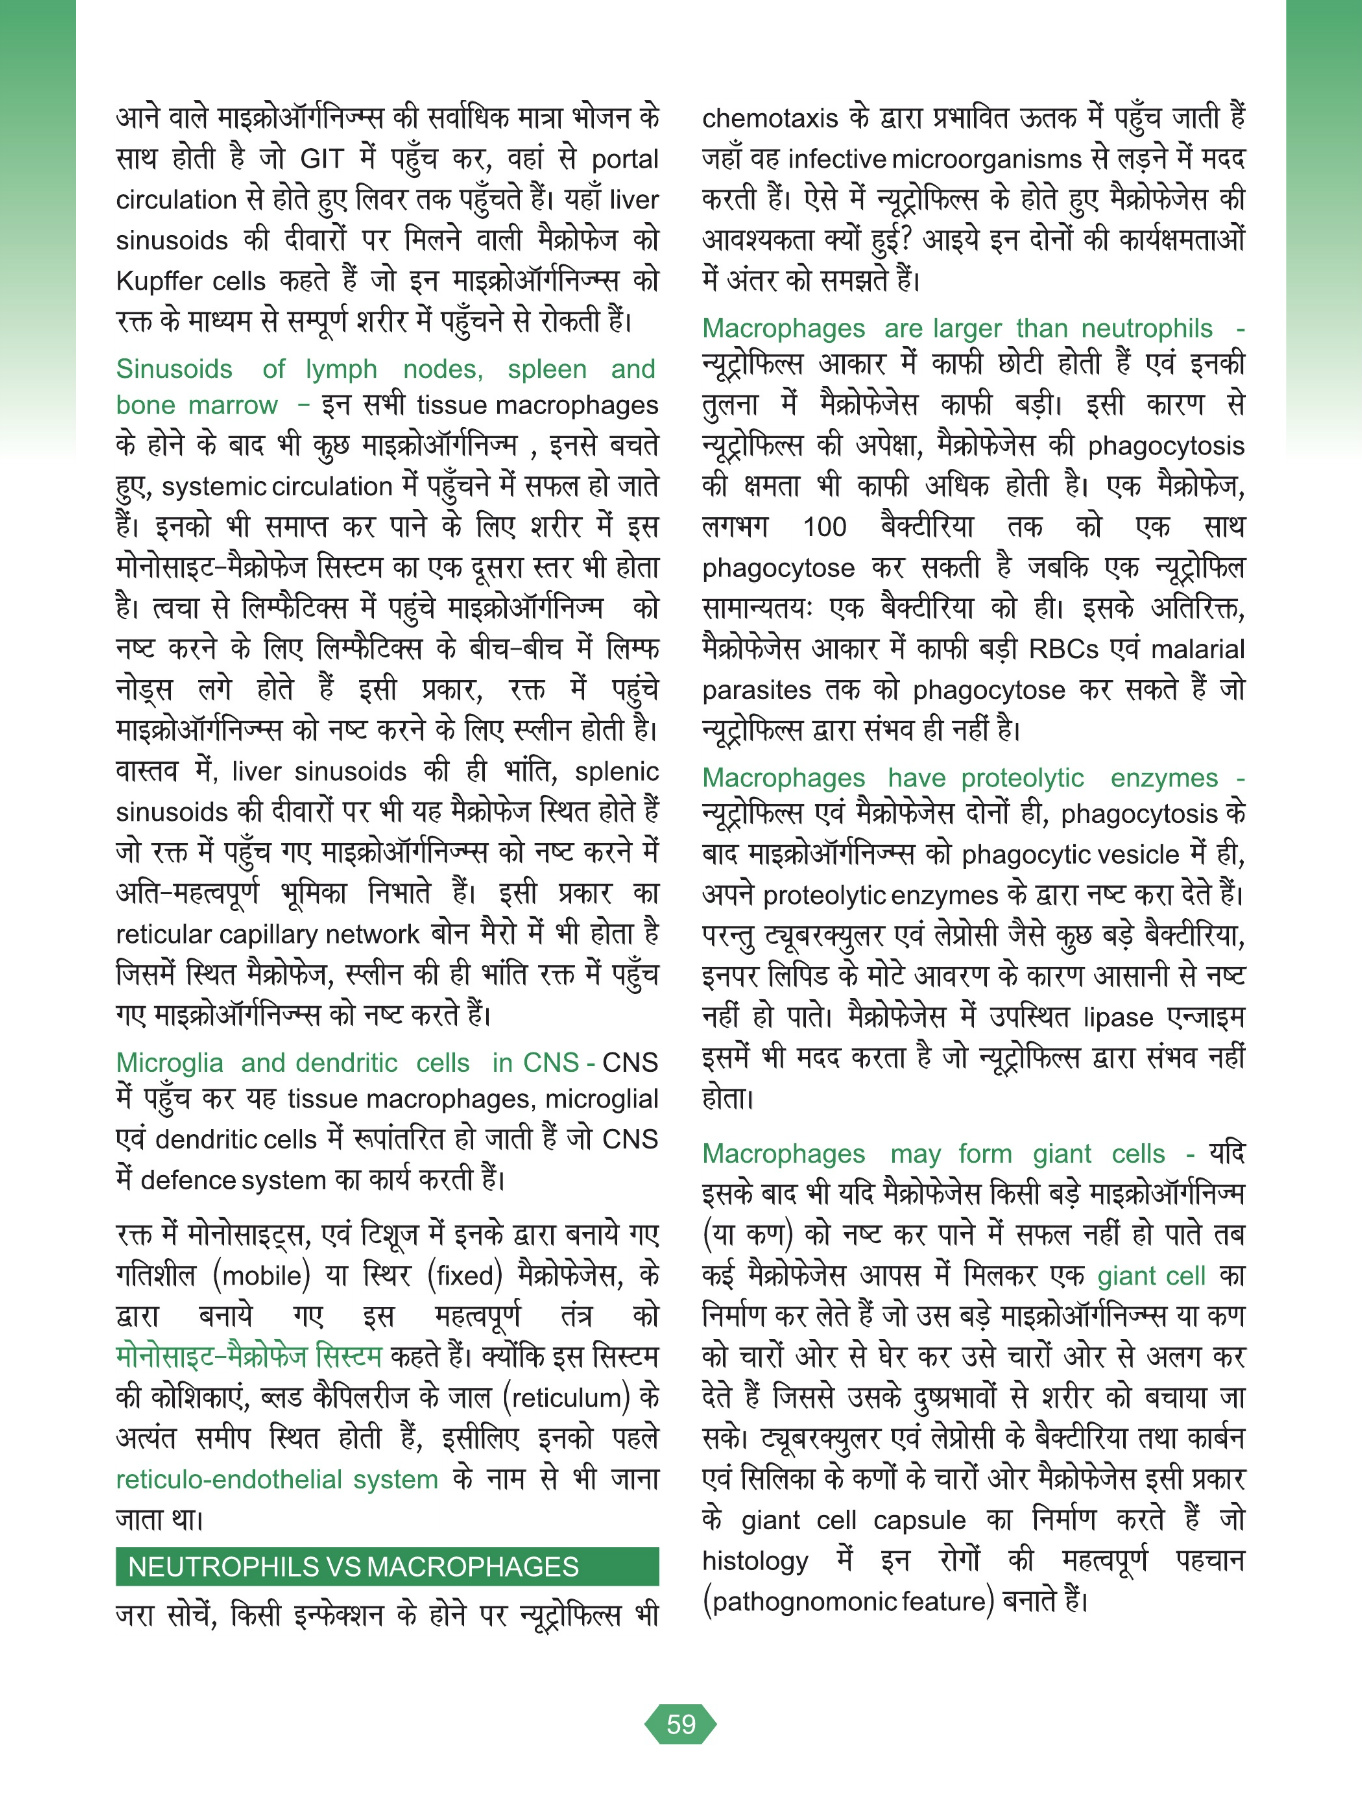 आने वाले माइक्रोऑर्गनिज्म्स की सर्वाधिक मात्रा भोजन के
साथ होती है जो GIT में पहुँच कर, वहां से portal
circulation से होते हुए लिवर तक पहुँचते हैं। यहाँ liver
sinusoids की दीवारों पर मिलने वाली मैक्रोफेज को
Kupffer cells कहते हैं जो इन माइक्रोऑर्गनिज्म्स को
रक्त के माध्यम से सम्पूर्ण शरीर में पहुँचने से रोकती हैं।
Sinusoids of lymph nodes, spleen and
bone marrow – इन सभी tissue macrophages
के होने के बाद भी कुछ माइक्रोऑर्गनिज्म , इनसे बचते
हुए, systemic circulation में पहुँचने में सफल हो जाते
हैं। इनको भी समाप्त कर पाने के लिए शरीर में इस
मोनोसाइट-मैक्रोफेज सिस्टम का एक दूसरा स्तर भी होता
है। त्वचा से लिम्फैटिक्स में पहुंचे माइक्रोऑर्गनिज्म को
नष्ट करने के लिए लिम्फैटिक्स के बीच-बीच में लिम्फ
नोड्स लगे होते हैं इसी प्रकार, रक्त में पहुंचे
माइक्रोऑर्गनिज्म्स को नष्ट करने के लिए स्प्लीन होती है।
वास्तव में, liver sinusoids की ही भांति, splenic
sinusoids की दीवारों पर भी यह मैक्रोफेज स्थित होते हैं
जो रक्त में पहुँच गए माइक्रोऑर्गनिज्म्स को नष्ट करने में
अति-महत्वपूर्ण भूमिका निभाते हैं। इसी प्रकार का
reticular capillary network बोन मैरो में भी होता है
जिसमें स्थित मैक्रोफेज, स्प्लीन की ही भांति रक्त में पहुँच
गए माइक्रोऑर्गनिज्म्स को नष्ट करते हैं।
Microglia and dendritic cells in CNS - CNS
में पहुँच कर यह tissue macrophages, microglial
एवं dendritic cells में रूपांतरित हो जाती हैं जो CNS
में defence system का कार्य करती हैं।
रक्त में मोनोसाइट्स, एवं टिशूज में इनके द्वारा बनाये गए
गतिशील (mobile) या स्थिर (fixed) मैक्रोफेजेस, के
द्वारा बनाये गए इस महत्वपूर्ण तंत्र को
मोनोसाइट-मैक्रोफेज सिस्टम कहते हैं। क्योंकि इस सिस्टम
की कोशिकाएं, ब्लड कैपिलरीज के जाल (reticulum) के
अत्यंत समीप स्थित होती हैं, इसीलिए इनको पहले
reticulo-endothelial system के नाम से भी जाना
जाता था।
NEUTROPHILS VS MACROPHAGES
जरा सोचें, किसी इन्फेक्शन के होने पर न्यूट्रोफिल्स भी
chemotaxis के द्वारा प्रभावित ऊतक में पहुँच जाती हैं
जहाँ वह infective microorganisms से लड़ने में मदद
करती हैं। ऐसे में न्यूट्रोफिल्स के होते हुए मैक्रोफेजेस की
आवश्यकता क्यों हुई? आइये इन दोनों की कार्यक्षमताओं
में अंतर को समझते हैं।
Macrophages are larger than neutrophils -
न्यूट्रोफिल्स आकार में काफी छोटी होती हैं एवं इनकी
तुलना में मैक्रोफेजेस काफी बड़ी। इसी कारण से
न्यूट्रोफिल्स की अपेक्षा, मैक्रोफेजेस की phagocytosis
की क्षमता भी काफी अधिक होती है। एक मैक्रोफेज,
लगभग 100 बैक्टीरिया तक को एक साथ
phagocytose कर सकती है जबकि एक न्यूट्रोफिल
सामान्यतयः एक बैक्टीरिया को ही। इसके अतिरिक्त,
मैक्रोफेजेस आकार में काफी बड़ी RBCs एवं malarial
parasites तक को phagocytose कर सकते हैं जो
न्यूट्रोफिल्स द्वारा संभव ही नहीं है।
Macrophages have proteolytic enzymes -
न्यूट्रोफिल्स एवं मैक्रोफेजेस दोनों ही, phagocytosis के
बाद माइक्रोऑर्गनिज्म्स को phagocytic vesicle में ही,
अपने proteolytic enzymes के द्वारा नष्ट करा देते हैं।
परन्तु ट्यूबरक्युलर एवं लेप्रोसी जैसे कुछ बड़े बैक्टीरिया,
इनपर लिपिड के मोटे आवरण के कारण आसानी से नष्ट
नहीं हो पाते। मैक्रोफेजेस में उपस्थित lipase एन्जाइम
इसमें भी मदद करता है जो न्यूट्रोफिल्स द्वारा संभव नहीं
होता।
Macrophages may form giant cells - यदि
इसके बाद भी यदि मैक्रोफेजेस किसी बड़े माइक्रोऑर्गनिज्म
(या कण) को नष्ट कर पाने में सफल नहीं हो पाते तब
कई मैक्रोफेजेस आपस में मिलकर एक giant cell का
निर्माण कर लेते हैं जो उस बड़े माइक्रोऑर्गनिज्म्स या कण
को चारों ओर से घेर कर उसे चारों ओर से अलग कर
देते हैं जिससे उसके दुष्प्रभावों से शरीर को बचाया जा
सके। ट्यूबरक्युलर एवं लेप्रोसी के बैक्टीरिया तथा कार्बन
एवं सिलिका के कणों के चारों ओर मैक्रोफेजेस इसी प्रकार
के giant cell capsule का निर्माण करते हैं जो
histology में इन रोगों की महत्वपूर्ण पहचान
(pathognomonic feature) बनाते हैं।
59